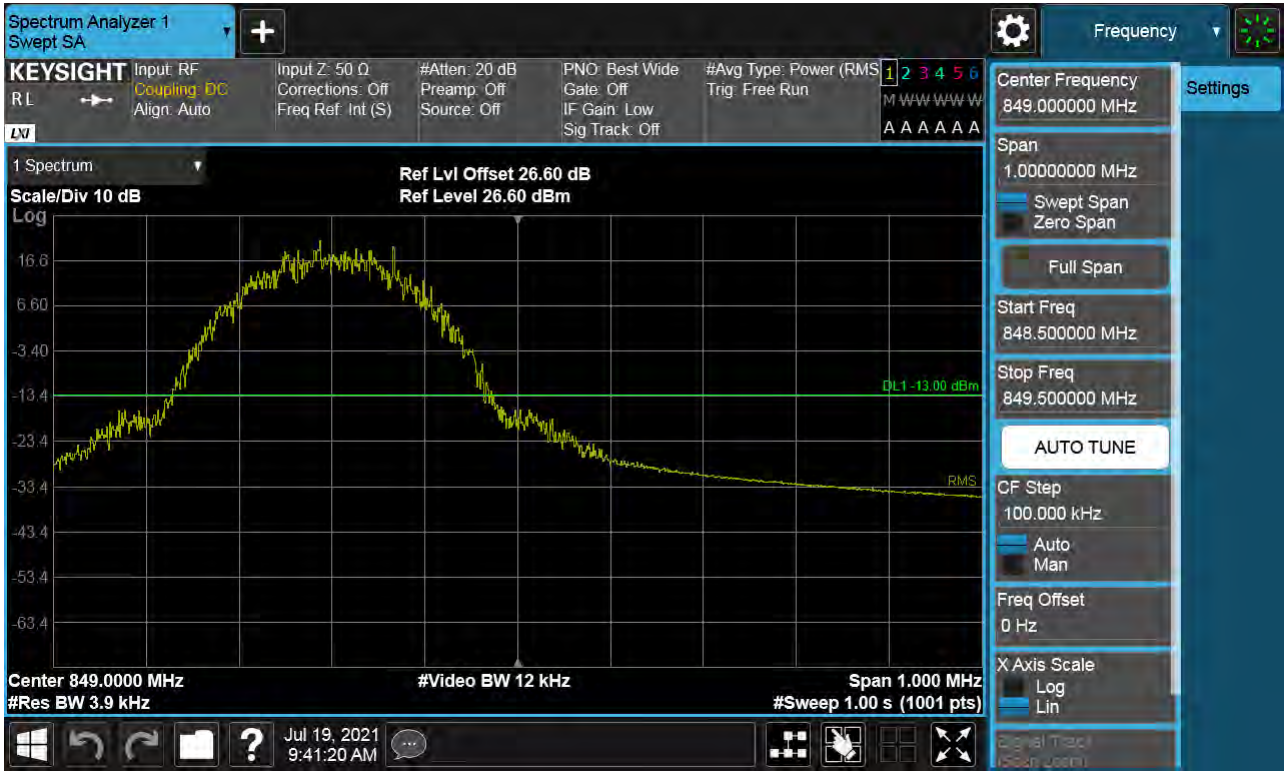 Spectrum Analyzer 1
Swept SA
Frequency
KEYSIGHT
RL
LXI
Input: RF
Coupling: DC
Align: Auto
Input Z: 50 Ω
Corrections: Off
Freq Ref: Int (S)
#Atten: 20 dB
Preamp: Off
Source: Off
PNO: Best Wide
Gate: Off
IF Gain: Low
Sig Track: Off
#Avg Type: Power (RMS
Trig: Free Run
1 2 3 4 5 6
M W W W W W
A A A A A A
1 Spectrum
Scale/Div 10 dB
Log
Ref Lvl Offset 26.60 dB
Ref Level 26.60 dBm
16.6
6.60
-3.40
-13.4
-23.4
-33.4
-43.4
-53.4
-63.4
DL1 -13.00 dBm
RMS
Center 849.0000 MHz
#Video BW 12 kHz
Span 1.000 MHz
#Res BW 3.9 kHz
#Sweep 1.00 s (1001 pts)
Jul 19, 2021
9:41:20 AM
Center Frequency
849.000000 MHz
Settings
Span
1.00000000 MHz
Swept Span
Zero Span
Full Span
Start Freq
848.500000 MHz
Stop Freq
849.500000 MHz
AUTO TUNE
CF Step
100.000 kHz
Auto
Man
Freq Offset
0 Hz
X Axis Scale
Log
Lin
Signal Track
(Span Zoom)